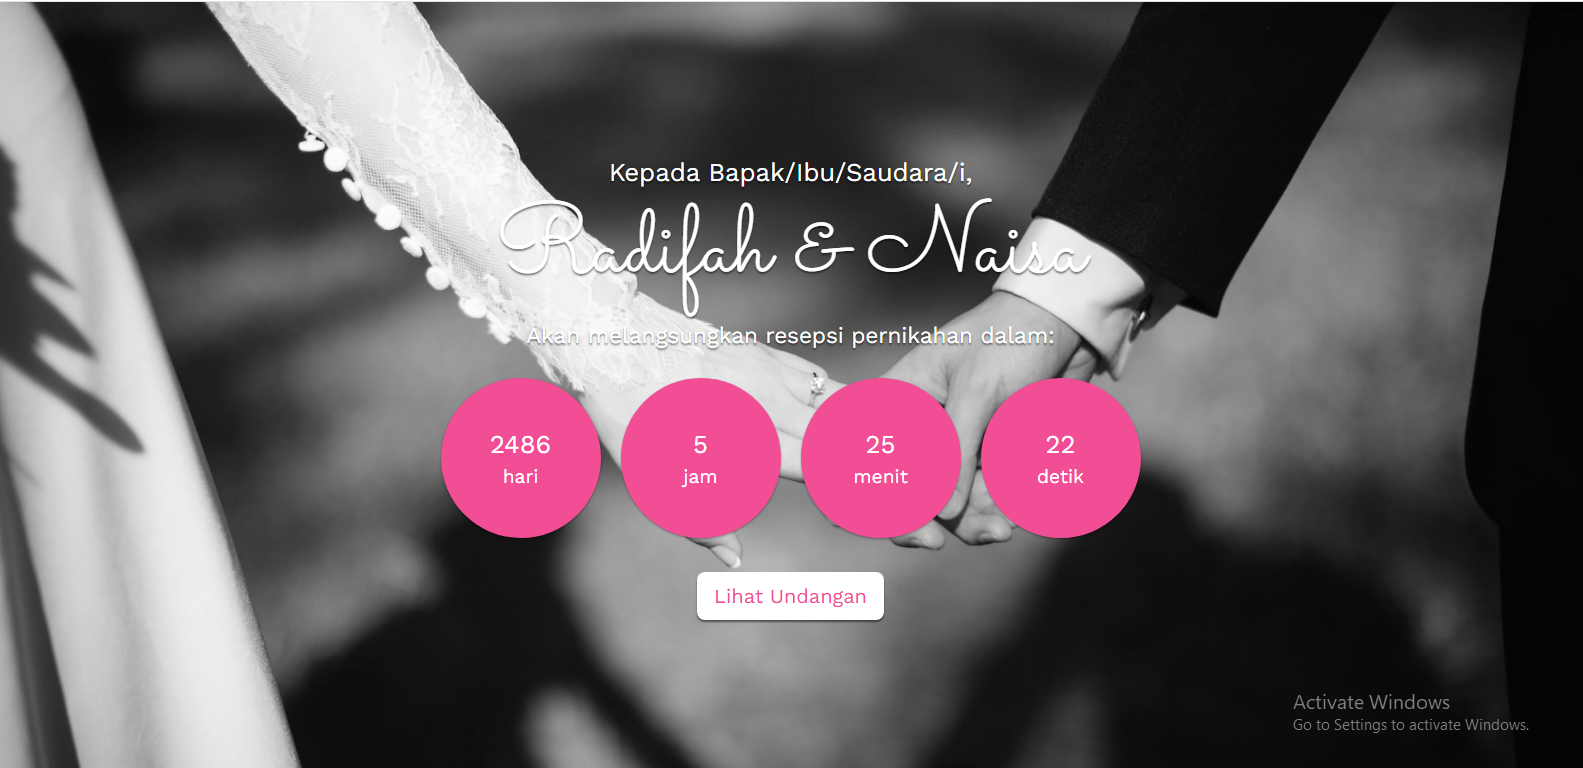 Kepada Bapak/Ibu/Saudara/i,
Radifah & Naisa
Akan melangsungkan resepsi pernikahan dalam:
2486
hari
5
jam
25
menit
22
detik
Lihat Undangan
Activate Windows
Go to Settings to activate Windows.